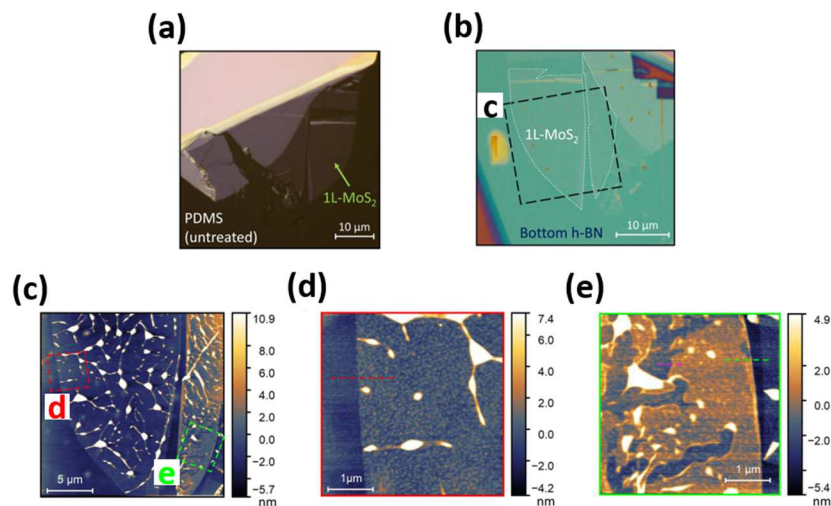 (a)
(b)
PDMS
(untreated)
1L-MoS₂
10 μm
c
1L-MoS₂
Bottom h-BN
10 μm
(c)
(d)
(e)
d
e
5 μm
10.9
8.0
6.0
4.0
2.0
0.0
−2.0
−5.7
nm
1μm
7.4
6.0
4.0
2.0
0.0
−2.0
−4.2
nm
1 μm
4.9
2.0
0.0
−2.0
−5.4
nm